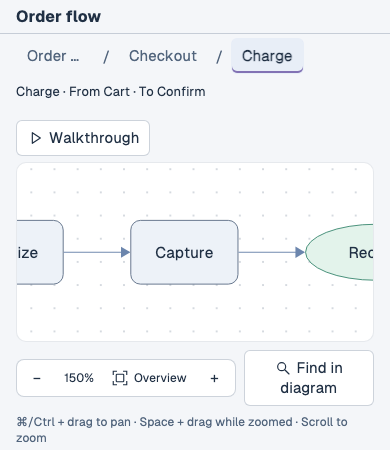 Order flow
Order ... / Checkout / Charge
Charge · From Cart · To Confirm
Walkthrough
ize Capture Rec
− 150% Overview +
Find in
diagram
⌘/Ctrl + drag to pan · Space + drag while zoomed · Scroll to
zoom